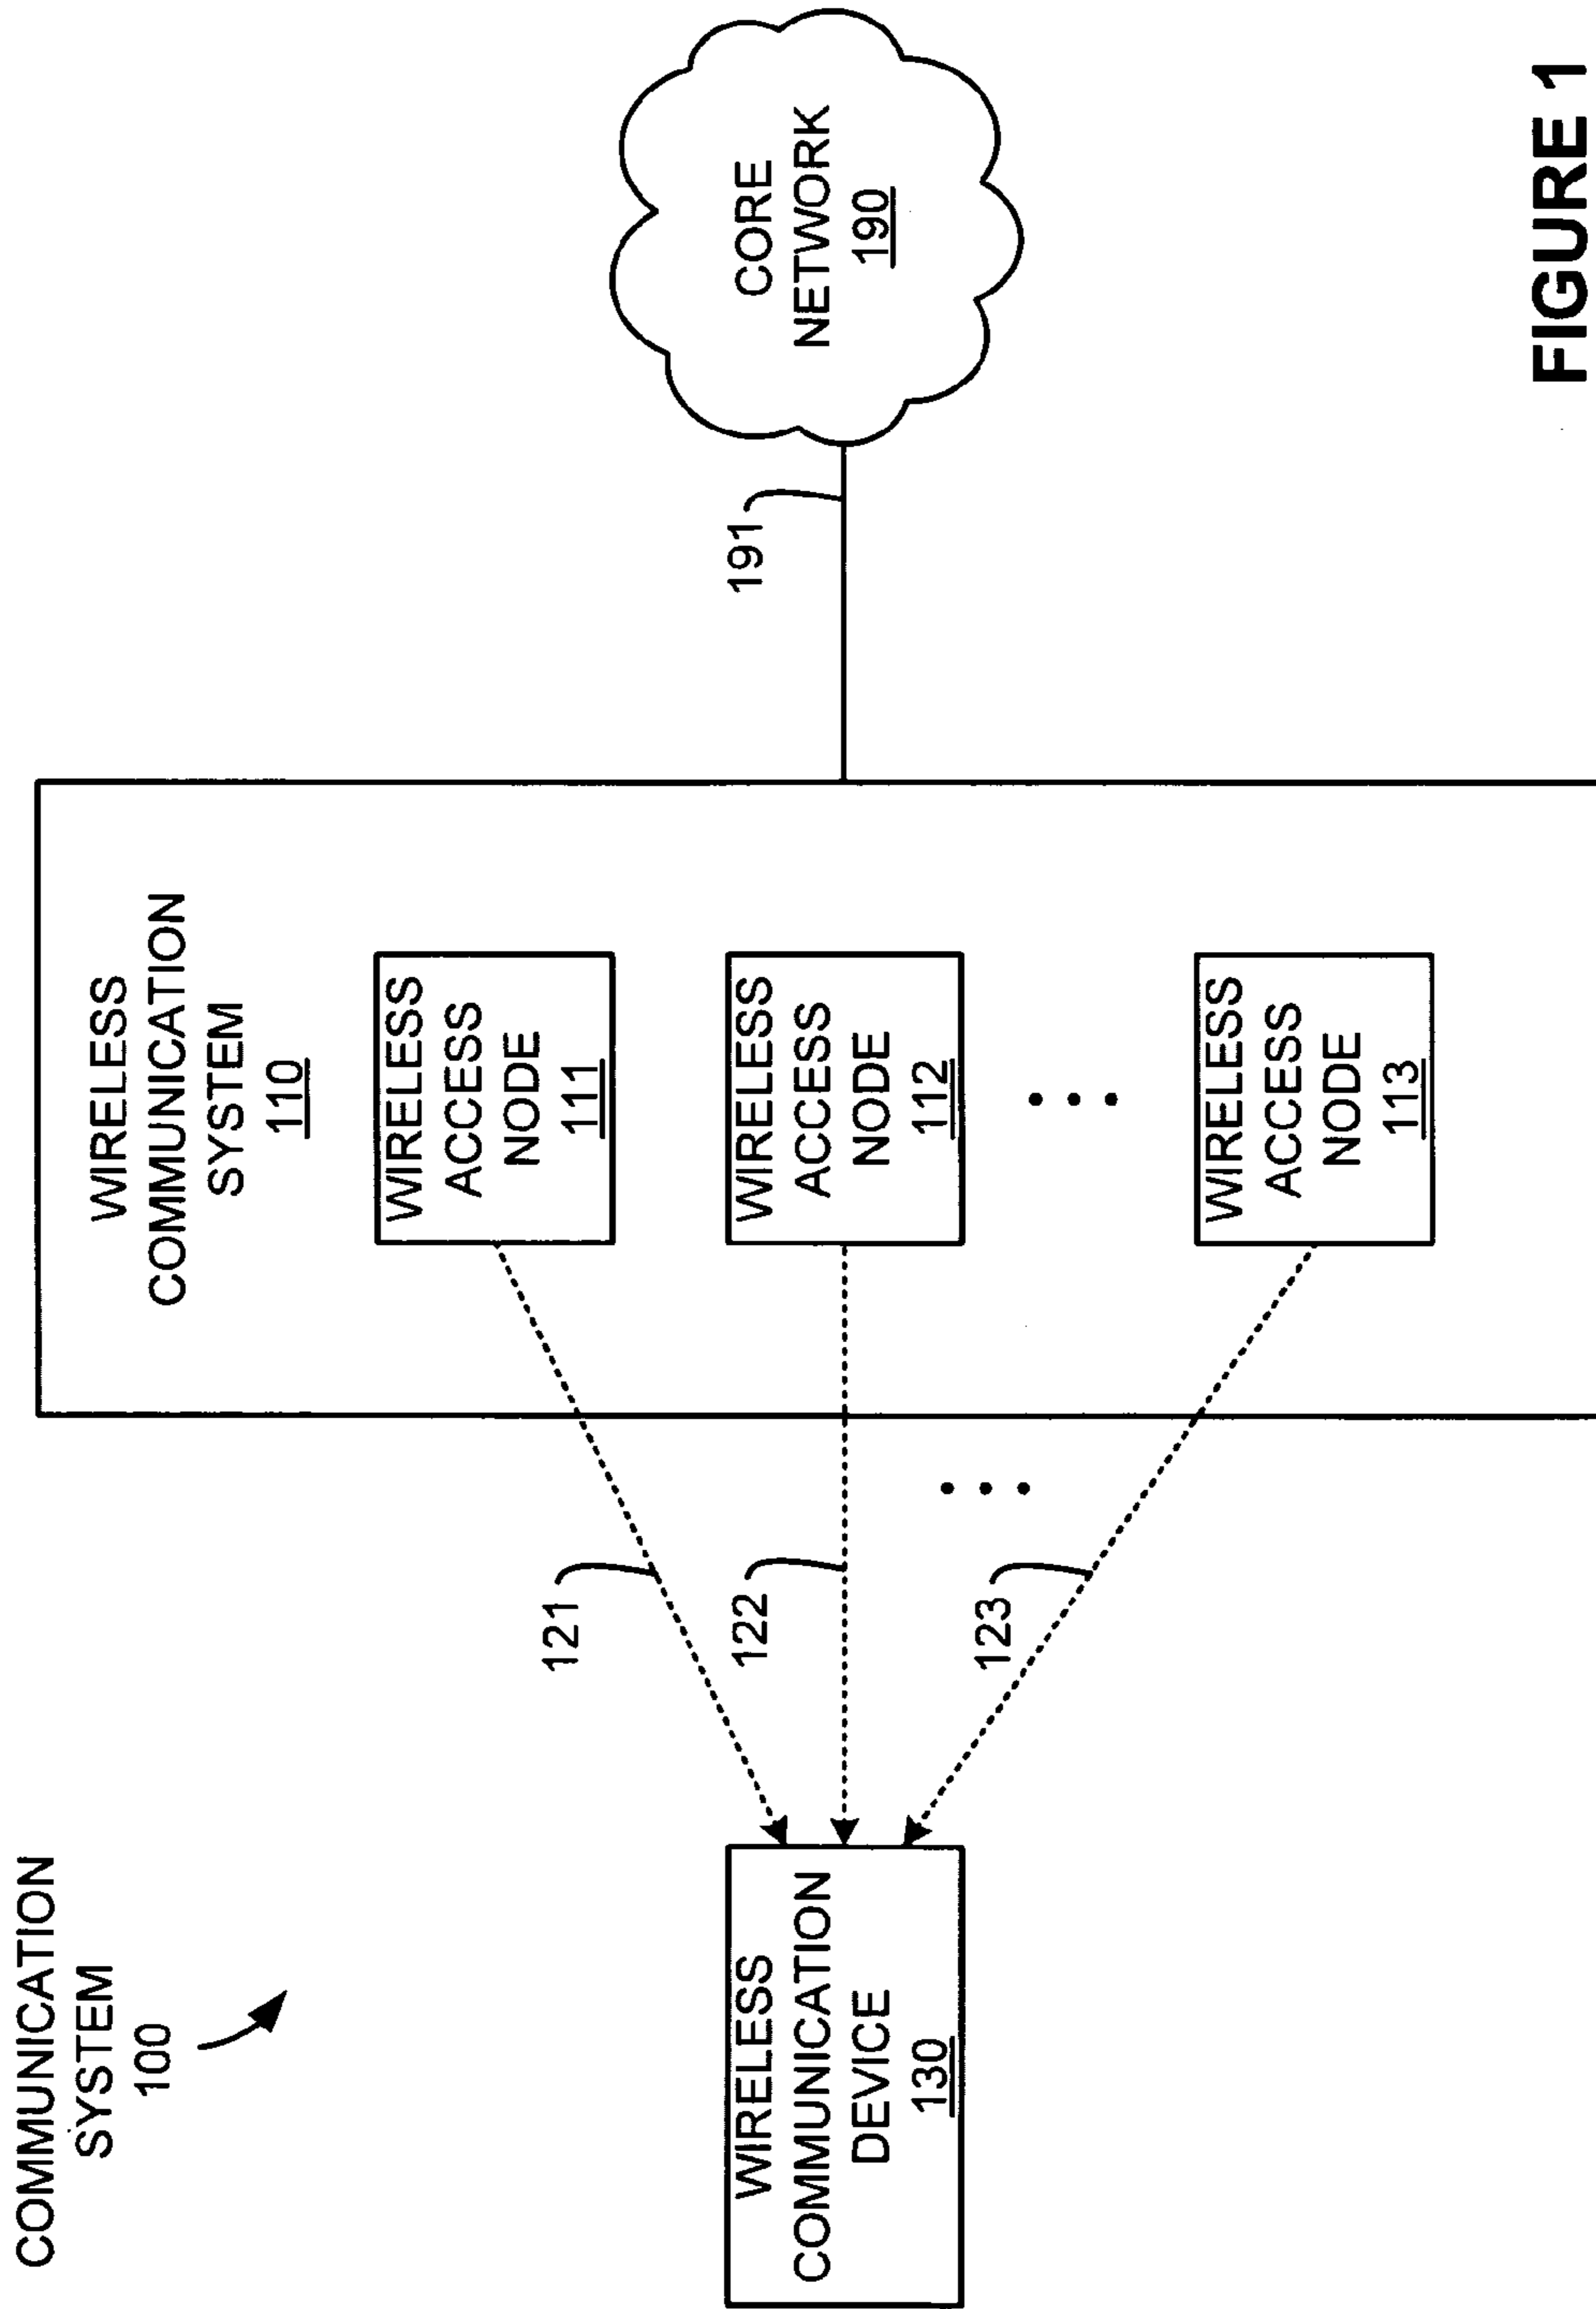 COMMUNICATION
SYSTEM
100
WIRELESS
COMMUNICATION
DEVICE
130
121
122
123
WIRELESS
COMMUNICATION
SYSTEM
110
WIRELESS
ACCESS
NODE
111
WIRELESS
ACCESS
NODE
112
WIRELESS
ACCESS
NODE
113
191
CORE
NETWORK
190
FIGURE 1